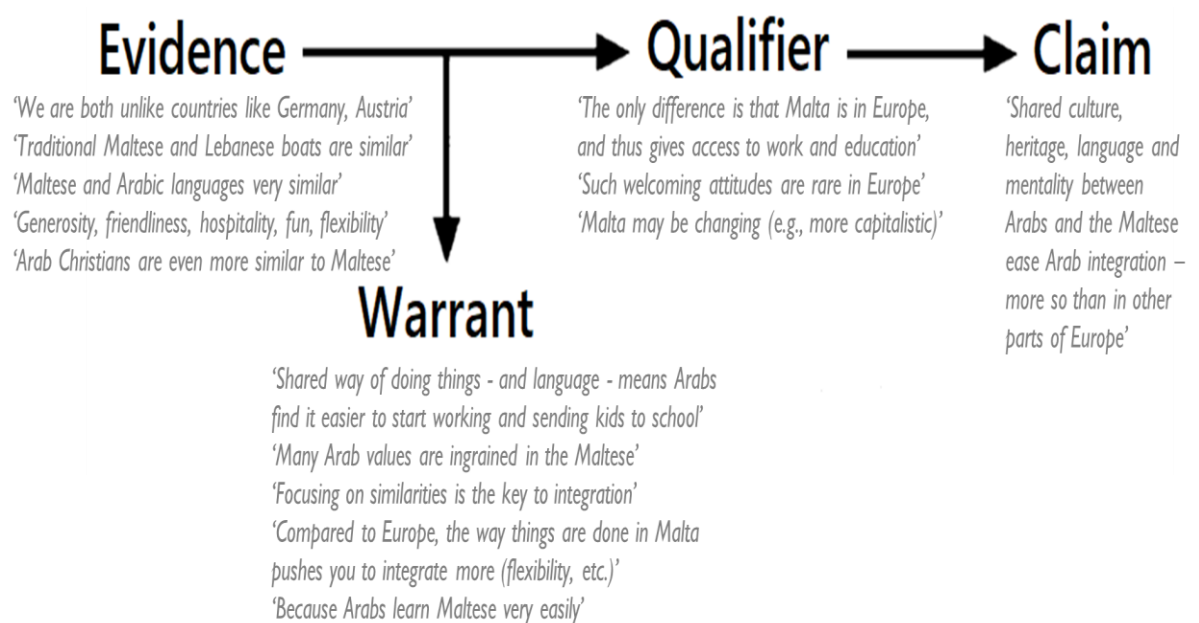 Evidence
‘We are both unlike countries like Germany, Austria’
‘Traditional Maltese and Lebanese boats are similar’
‘Maltese and Arabic languages very similar’
‘Generosity, friendliness, hospitality, fun, flexibility’
‘Arab Christians are even more similar to Maltese’
Qualifier
‘The only difference is that Malta is in Europe,
and thus gives access to work and education’
‘Such welcoming attitudes are rare in Europe’
‘Malta may be changing (e.g., more capitalistic)’
Claim
‘Shared culture,
heritage, language and
mentality between
Arabs and the Maltese
ease Arab integration –
more so than in other
parts of Europe’
Warrant
‘Shared way of doing things - and language - means Arabs
find it easier to start working and sending kids to school’
‘Many Arab values are ingrained in the Maltese’
‘Focusing on similarities is the key to integration’
‘Compared to Europe, the way things are done in Malta
pushes you to integrate more (flexibility, etc.)’
‘Because Arabs learn Maltese very easily’